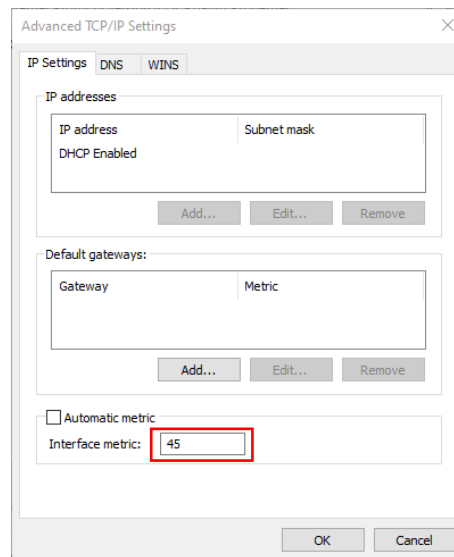 Advanced TCP/IP Settings
IP Settings DNS WINS
IP addresses
IP address Subnet mask
DHCP Enabled
Add... Edit... Remove
Default gateways:
Gateway Metric
Add... Edit... Remove
Automatic metric
Interface metric: 45
OK Cancel